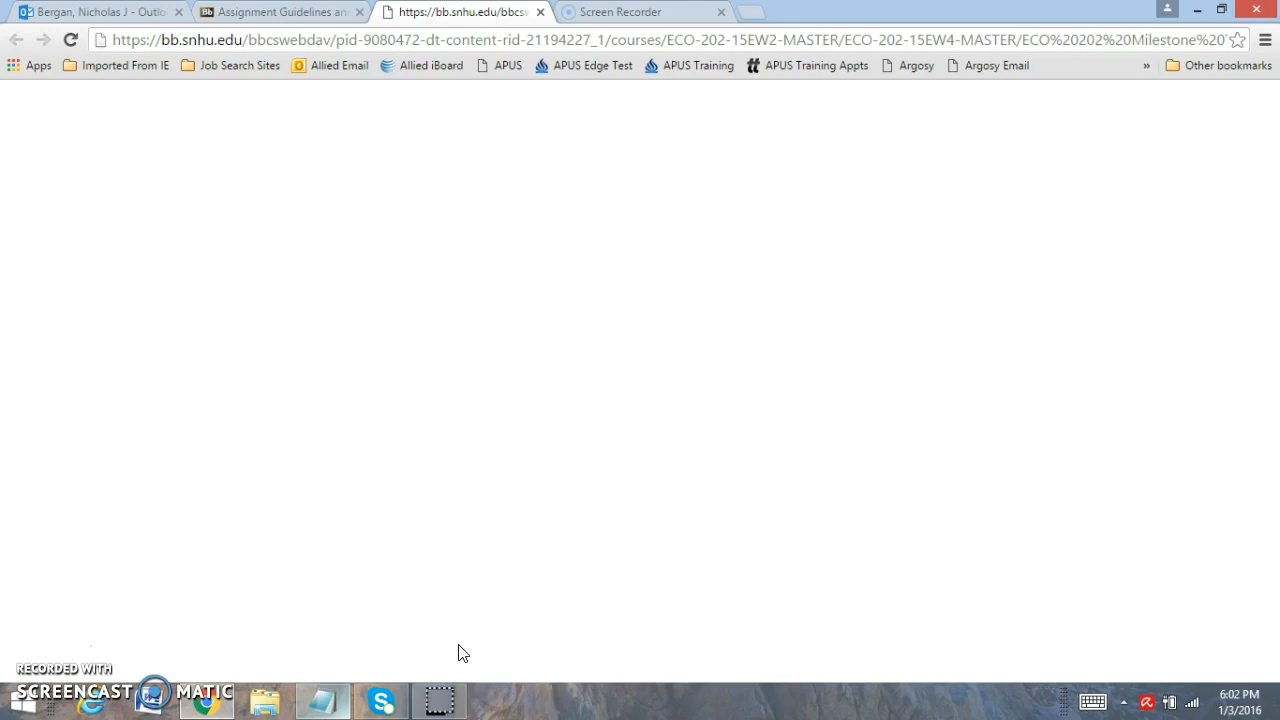 Bergan, Nicholas J - Outlo
Bb Assignment Guidelines an
https://bb.snhu.edu/bbcsw
Screen Recorder
https://bb.snhu.edu/bbcswebdav/pid-9080472-dt-content-rid-21194227_1/courses/ECO-202-15EW2-MASTER/ECO-202-15EW4-MASTER/ECO%20202%20Milestone%20
Apps Imported From IE Job Search Sites Allied Email Allied iBoard APUS APUS Edge Test APUS Training APUS Training Appts Argosy Argosy Email » Other bookmarks
RECORDED WITH
SCREENCAST MATIC
6:02 PM
1/3/2016